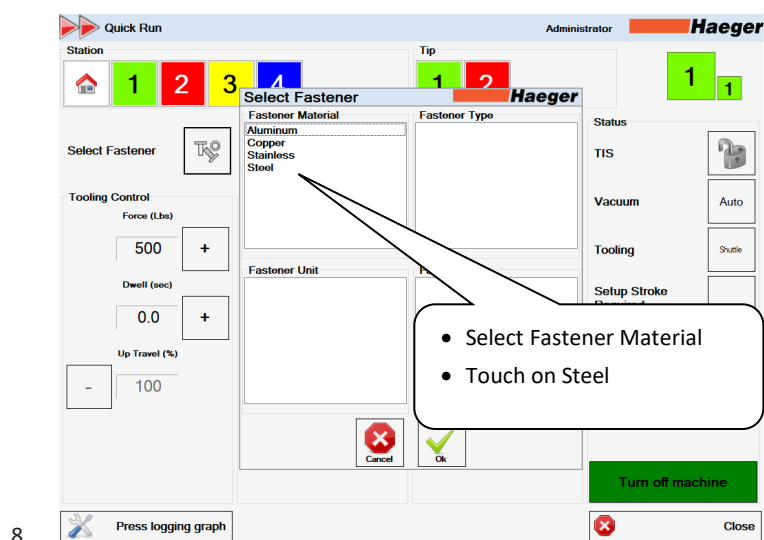 Quick Run
Administrator
Haeger
Station
Tip
1
2
3
4
1
2
1
1
Select Fastener
Haeger
Fastener Material
Fastener Type
Aluminum
Copper
Stainless
Steel
Select Fastener
Tooling Control
Force (Lbs)
500
+
Dwell (sec)
0.0
+
Up Travel (%)
-
100
Fastener Unit
Status
TIS
Vacuum
Auto
Tooling
Shuttle
Setup Stroke
• Select Fastener Material
• Touch on Steel
Cancel
Ok
Turn off machine
Press logging graph
Close
8